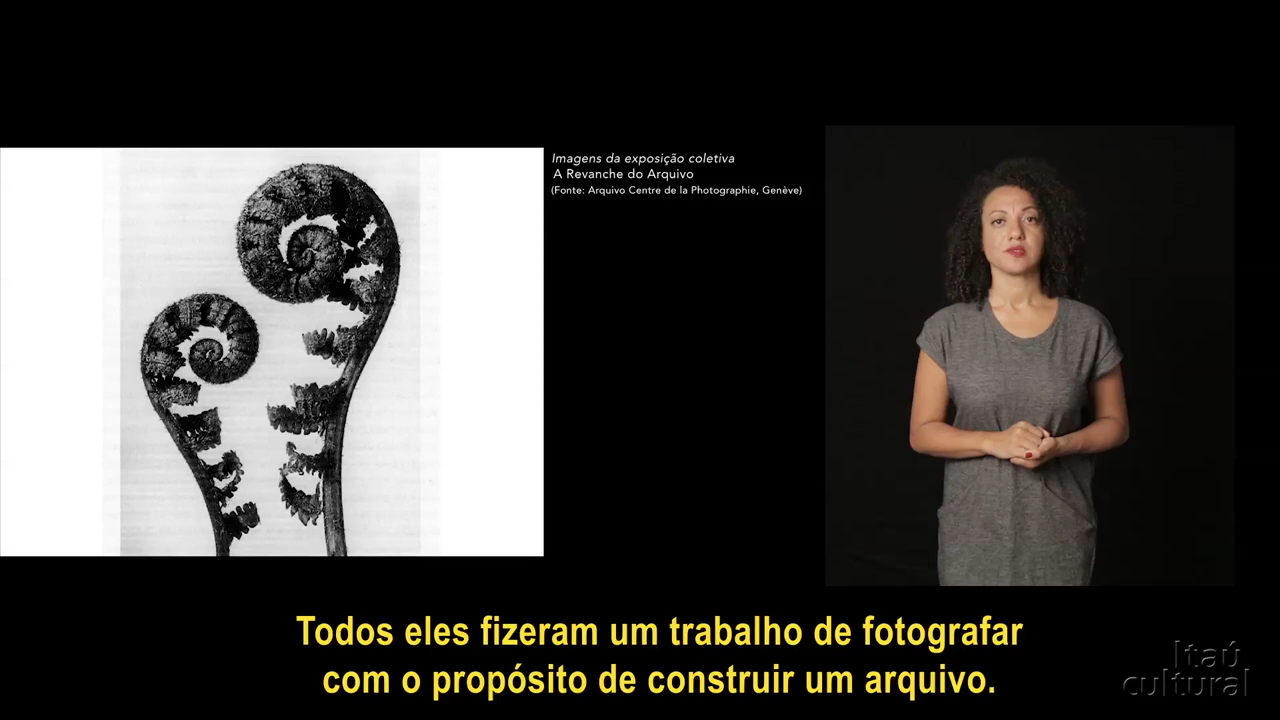 Imagens da exposição coletiva
A Revanche do Arquivo
(Fonte: Arquivo Centre de la Photographie, Genève)
Todos eles fizeram um trabalho de fotografar
com o propósito de construir um arquivo.
Itaú
cultural